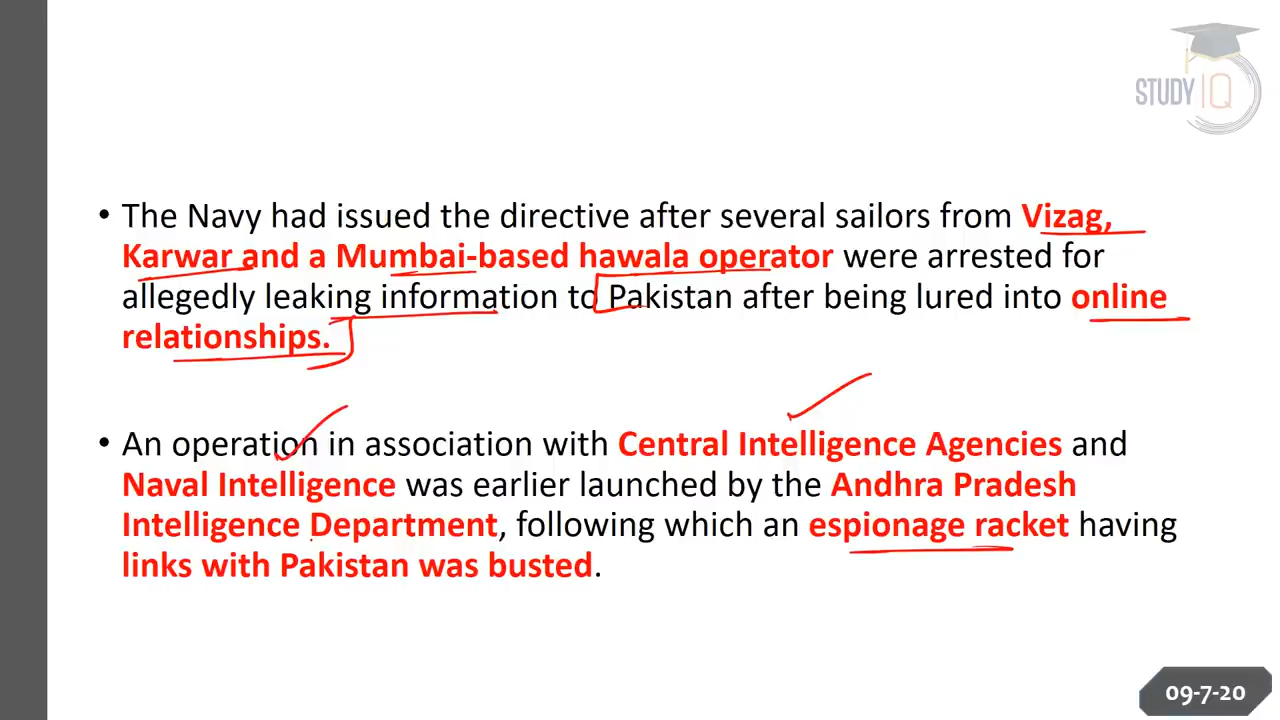 STUDY IQ
• The Navy had issued the directive after several sailors from Vizag,
Karwar and a Mumbai-based hawala operator were arrested for
allegedly leaking information to Pakistan after being lured into online
relationships.
• An operation in association with Central Intelligence Agencies and
Naval Intelligence was earlier launched by the Andhra Pradesh
Intelligence Department, following which an espionage racket having
links with Pakistan was busted.
09-7-20